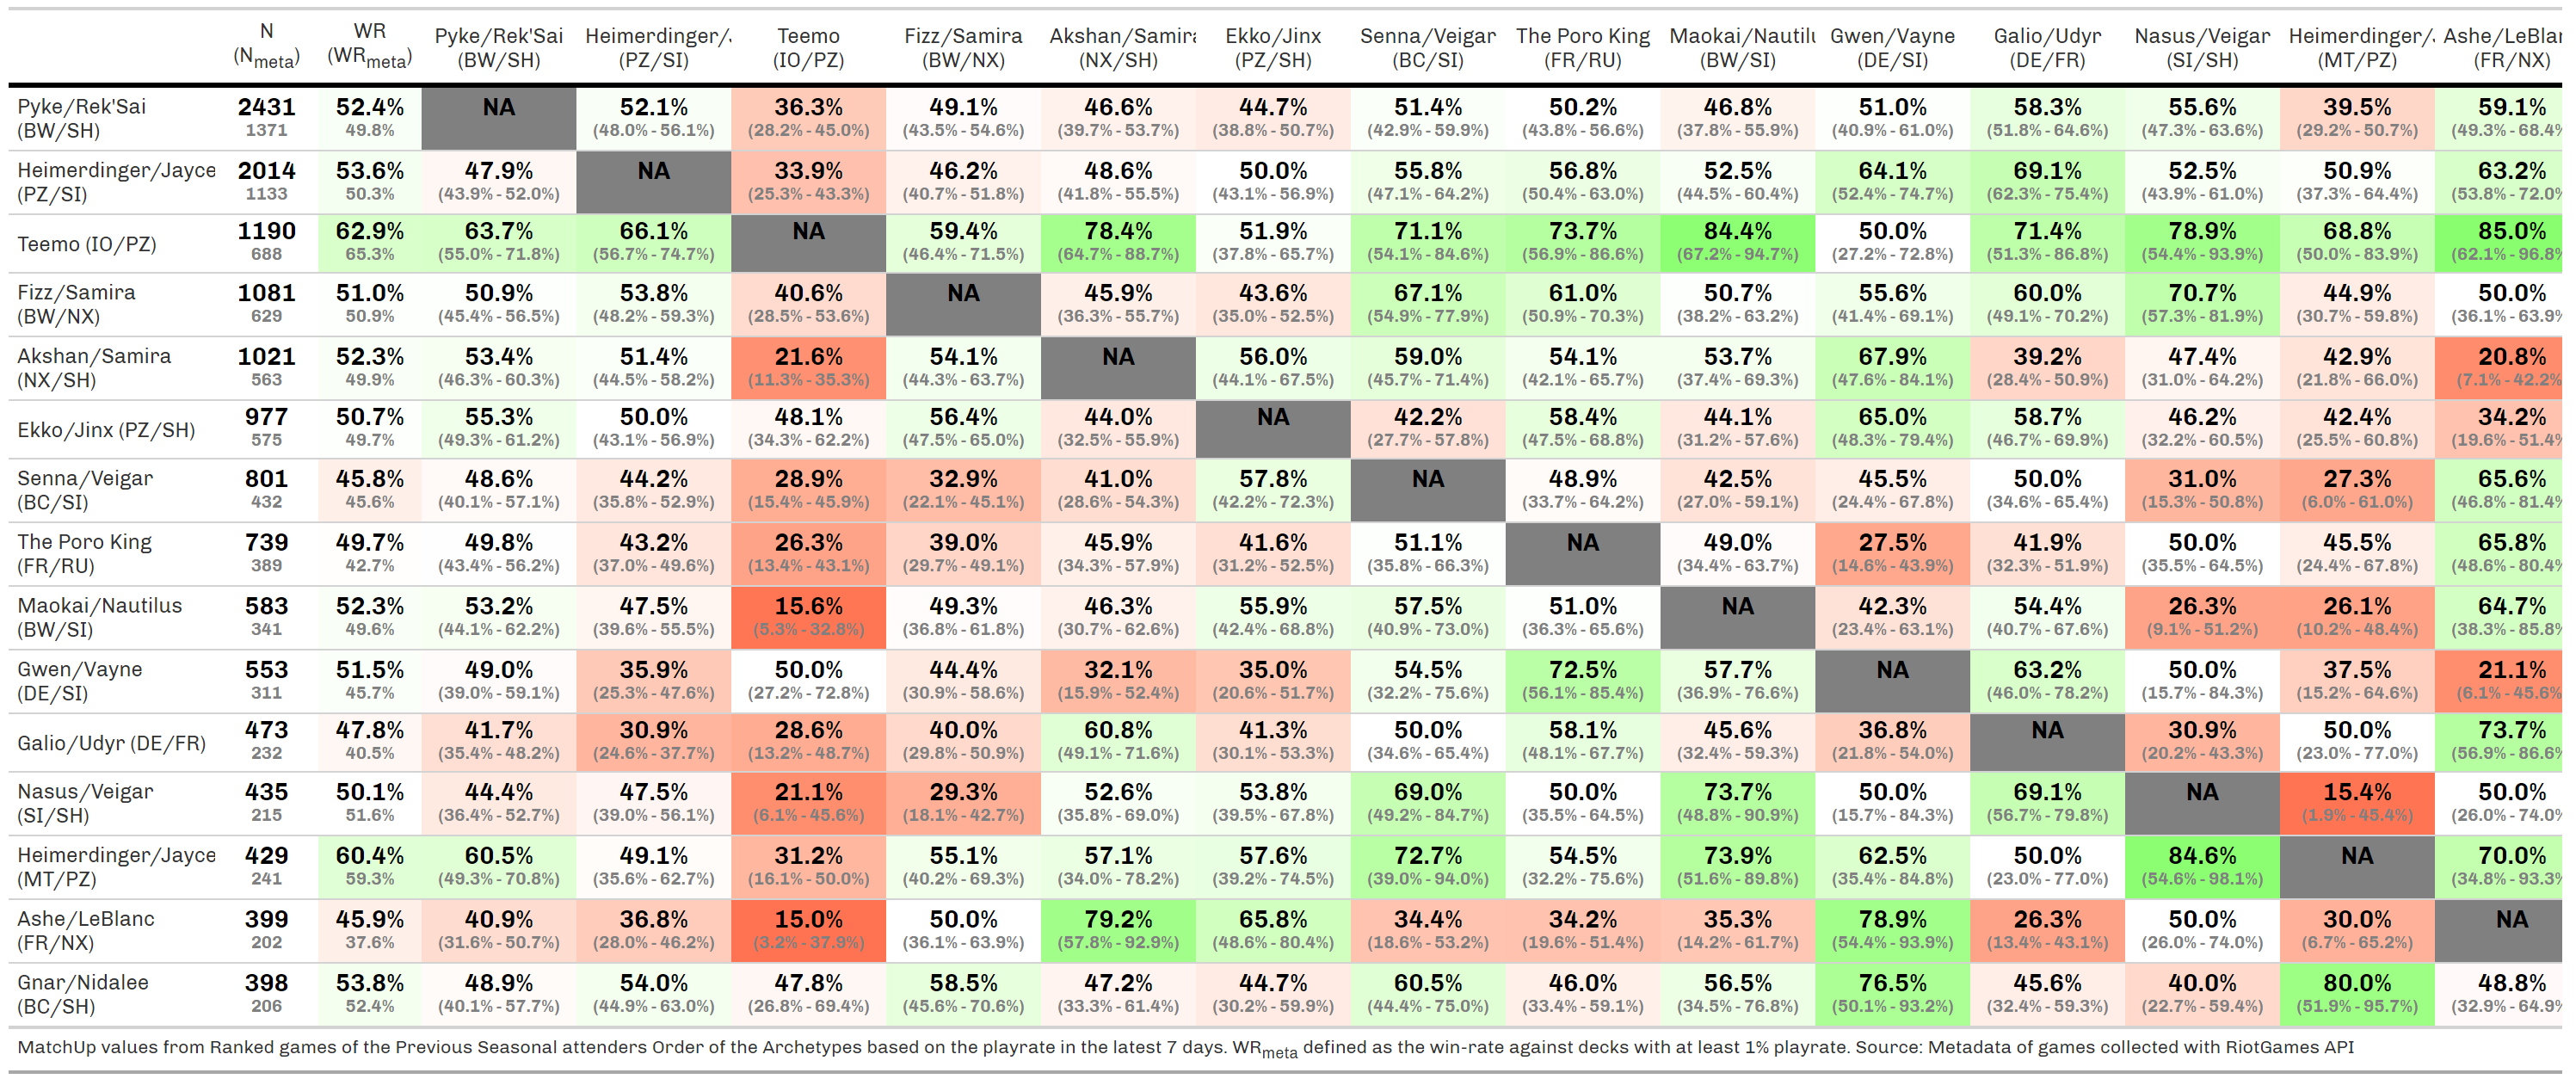 N WR Pyke/Rek'Sai Heimerdinger/J Teemo Fizz/Samira Akshan/Samira Ekko/Jinx Senna/Veigar The Poro King Maokai/Nautilu Gwen/Vayne Galio/Udyr Nasus/Veigar Heimerdinger/J Ashe/LeBlan
(Nmeta) (WRmeta) (BW/SH) (PZ/SI) (IO/PZ) (BW/NX) (NX/SH) (PZ/SH) (BC/SI) (FR/RU) (BW/SI) (DE/SI) (DE/FR) (SI/SH) (MT/PZ) (FR/NX)
Pyke/Rek'Sai 2431 52.4% NA 52.1% 36.3% 49.1% 46.6% 44.7% 51.4% 50.2% 46.8% 51.0% 58.3% 55.6% 39.5% 59.1%
(BW/SH) 1371 49.8% (48.0% - 56.1%) (28.2% - 45.0%) (43.5% - 54.6%) (39.7% - 53.7%) (38.8% - 50.7%) (42.9% - 59.9%) (43.8% - 56.6%) (37.8% - 55.9%) (40.9% - 61.0%) (51.8% - 64.6%) (47.3% - 63.6%) (29.2% - 50.7%) (49.3% - 68.4%
Heimerdinger/Jayce 2014 53.6% 47.9% NA 33.9% 46.2% 48.6% 50.0% 55.8% 56.8% 52.5% 64.1% 69.1% 52.5% 50.9% 63.2%
(PZ/SI) 1133 50.3% (43.9% - 52.0%) (25.3% - 43.3%) (40.7% - 51.8%) (41.8% - 55.5%) (43.1% - 56.9%) (47.1% - 64.2%) (50.4% - 63.0%) (44.5% - 60.4%) (52.4% - 74.7%) (62.3% - 75.4%) (43.9% - 61.0%) (37.3% - 64.4%) (53.8% - 72.0%
Teemo (IO/PZ) 1190 62.9% 63.7% 66.1% NA 59.4% 78.4% 51.9% 71.1% 73.7% 84.4% 50.0% 71.4% 78.9% 68.8% 85.0%
688 65.3% (55.0% - 71.8%) (56.7% - 74.7%) (46.4% - 71.5%) (64.7% - 88.7%) (37.8% - 65.7%) (54.1% - 84.6%) (56.9% - 86.6%) (67.2% - 94.7%) (27.2% - 72.8%) (51.3% - 86.8%) (54.4% - 93.9%) (50.0% - 83.9%) (62.1% - 96.8%
Fizz/Samira 1081 51.0% 50.9% 53.8% 40.6% NA 45.9% 43.6% 67.1% 61.0% 50.7% 55.6% 60.0% 70.7% 44.9% 50.0%
(BW/NX) 629 50.9% (45.4% - 56.5%) (48.2% - 59.3%) (28.5% - 53.6%) (36.3% - 55.7%) (35.0% - 52.5%) (54.9% - 77.9%) (50.9% - 70.3%) (38.2% - 63.2%) (41.4% - 69.1%) (49.1% - 70.2%) (57.3% - 81.9%) (30.7% - 59.8%) (36.1% - 63.9%
Akshan/Samira 1021 52.3% 53.4% 51.4% 21.6% 54.1% NA 56.0% 59.0% 54.1% 53.7% 67.9% 39.2% 47.4% 42.9% 20.8%
(NX/SH) 563 49.9% (46.3% - 60.3%) (44.5% - 58.2%) (11.3% - 35.3%) (44.3% - 63.7%) (44.1% - 67.5%) (45.7% - 71.4%) (42.1% - 65.7%) (37.4% - 69.3%) (47.6% - 84.1%) (28.4% - 50.9%) (31.0% - 64.2%) (21.8% - 66.0%) (7.1% - 42.2%
Ekko/Jinx (PZ/SH) 977 50.7% 55.3% 50.0% 48.1% 56.4% 44.0% NA 42.2% 58.4% 44.1% 65.0% 58.7% 46.2% 42.4% 34.2%
575 49.7% (49.3% - 61.2%) (43.1% - 56.9%) (34.3% - 62.2%) (47.5% - 65.0%) (32.5% - 55.9%) (27.7% - 57.8%) (47.5% - 68.8%) (31.2% - 57.6%) (48.3% - 79.4%) (46.7% - 69.9%) (32.2% - 60.5%) (25.5% - 60.8%) (19.6% - 51.4%
Senna/Veigar 801 45.8% 48.6% 44.2% 28.9% 32.9% 41.0% 57.8% NA 48.9% 42.5% 45.5% 50.0% 31.0% 27.3% 65.6%
(BC/SI) 432 45.6% (40.1% - 57.1%) (35.8% - 52.9%) (15.4% - 45.9%) (22.1% - 45.1%) (28.6% - 54.3%) (42.2% - 72.3%) (33.7% - 64.2%) (27.0% - 59.1%) (24.4% - 67.8%) (34.6% - 65.4%) (15.3% - 50.8%) (6.0% - 61.0%) (46.8% - 81.4%
The Poro King 739 49.7% 49.8% 43.2% 26.3% 39.0% 45.9% 41.6% 51.1% NA 49.0% 27.5% 41.9% 50.0% 45.5% 65.8%
(FR/RU) 389 42.7% (43.4% - 56.2%) (37.0% - 49.6%) (13.4% - 43.1%) (29.7% - 49.1%) (34.3% - 57.9%) (31.2% - 52.5%) (35.8% - 66.3%) (34.4% - 63.7%) (14.6% - 43.9%) (32.3% - 51.9%) (35.5% - 64.5%) (24.4% - 67.8%) (48.6% - 80.4%
Maokai/Nautilus 583 52.3% 53.2% 47.5% 15.6% 49.3% 46.3% 55.9% 57.5% 51.0% NA 42.3% 54.4% 26.3% 26.1% 64.7%
(BW/SI) 341 49.6% (44.1% - 62.2%) (39.6% - 55.5%) (5.3% - 32.8%) (36.8% - 61.8%) (30.7% - 62.6%) (42.4% - 68.8%) (40.9% - 73.0%) (36.3% - 65.6%) (23.4% - 63.1%) (40.7% - 67.6%) (9.1% - 51.2%) (10.2% - 48.4%) (38.3% - 85.8%
Gwen/Vayne 553 51.5% 49.0% 35.9% 50.0% 44.4% 32.1% 35.0% 54.5% 72.5% 57.7% NA 63.2% 50.0% 37.5% 21.1%
(DE/SI) 311 45.7% (39.0% - 59.1%) (25.3% - 47.6%) (27.2% - 72.8%) (30.9% - 58.6%) (15.9% - 52.4%) (20.6% - 51.7%) (32.2% - 75.6%) (56.1% - 85.4%) (36.9% - 76.6%) (46.0% - 78.2%) (15.7% - 84.3%) (15.2% - 64.6%) (6.1% - 45.6%
Galio/Udyr (DE/FR) 473 47.8% 41.7% 30.9% 28.6% 40.0% 60.8% 41.3% 50.0% 58.1% 45.6% 36.8% NA 30.9% 50.0% 73.7%
232 40.5% (35.4% - 48.2%) (24.6% - 37.7%) (13.2% - 48.7%) (29.8% - 50.9%) (49.1% - 71.6%) (30.1% - 53.3%) (34.6% - 65.4%) (48.1% - 67.7%) (32.4% - 59.3%) (21.8% - 54.0%) (20.2% - 43.3%) (23.0% - 77.0%) (56.9% - 86.6%
Nasus/Veigar 435 50.1% 44.4% 47.5% 21.1% 29.3% 52.6% 53.8% 69.0% 50.0% 73.7% 50.0% 69.1% NA 15.4% 50.0%
(SI/SH) 215 51.6% (36.4% - 52.7%) (39.0% - 56.1%) (6.1% - 45.6%) (18.1% - 42.7%) (35.8% - 69.0%) (39.5% - 67.8%) (49.2% - 84.7%) (35.5% - 64.5%) (48.8% - 90.9%) (15.7% - 84.3%) (56.7% - 79.8%) (1.9% - 45.4%) (26.0% - 74.0%
Heimerdinger/Jayce 429 60.4% 60.5% 49.1% 31.2% 55.1% 57.1% 57.6% 72.7% 54.5% 73.9% 62.5% 50.0% 84.6% NA 70.0%
(MT/PZ) 241 59.3% (49.3% - 70.8%) (35.6% - 62.7%) (16.1% - 50.0%) (40.2% - 69.3%) (34.0% - 78.2%) (39.2% - 74.5%) (39.0% - 94.0%) (32.2% - 75.6%) (51.6% - 89.8%) (35.4% - 84.8%) (23.0% - 77.0%) (54.6% - 98.1%) (34.8% - 93.3%
Ashe/LeBlanc 399 45.9% 40.9% 36.8% 15.0% 50.0% 79.2% 65.8% 34.4% 34.2% 35.3% 78.9% 26.3% 50.0% 30.0% NA
(FR/NX) 202 37.6% (31.6% - 50.7%) (28.0% - 46.2%) (3.2% - 37.9%) (36.1% - 63.9%) (57.8% - 92.9%) (48.6% - 80.4%) (18.6% - 53.2%) (19.6% - 51.4%) (14.2% - 61.7%) (54.4% - 93.9%) (13.4% - 43.1%) (26.0% - 74.0%) (6.7% - 65.2%)
Gnar/Nidalee 398 53.8% 48.9% 54.0% 47.8% 58.5% 47.2% 44.7% 60.5% 46.0% 56.5% 76.5% 45.6% 40.0% 80.0% 48.8%
(BC/SH) 206 52.4% (40.1% - 57.7%) (44.9% - 63.0%) (26.8% - 69.4%) (45.6% - 70.6%) (33.3% - 61.4%) (30.2% - 59.9%) (44.4% - 75.0%) (33.4% - 59.1%) (34.5% - 76.8%) (50.1% - 93.2%) (32.4% - 59.3%) (22.7% - 59.4%) (51.9% - 95.7%) (32.9% - 64.9%
MatchUp values from Ranked games of the Previous Seasonal attenders Order of the Archetypes based on the playrate in the latest 7 days. WRmeta defined as the win-rate against decks with at least 1% playrate. Source: Metadata of games collected with RiotGames API